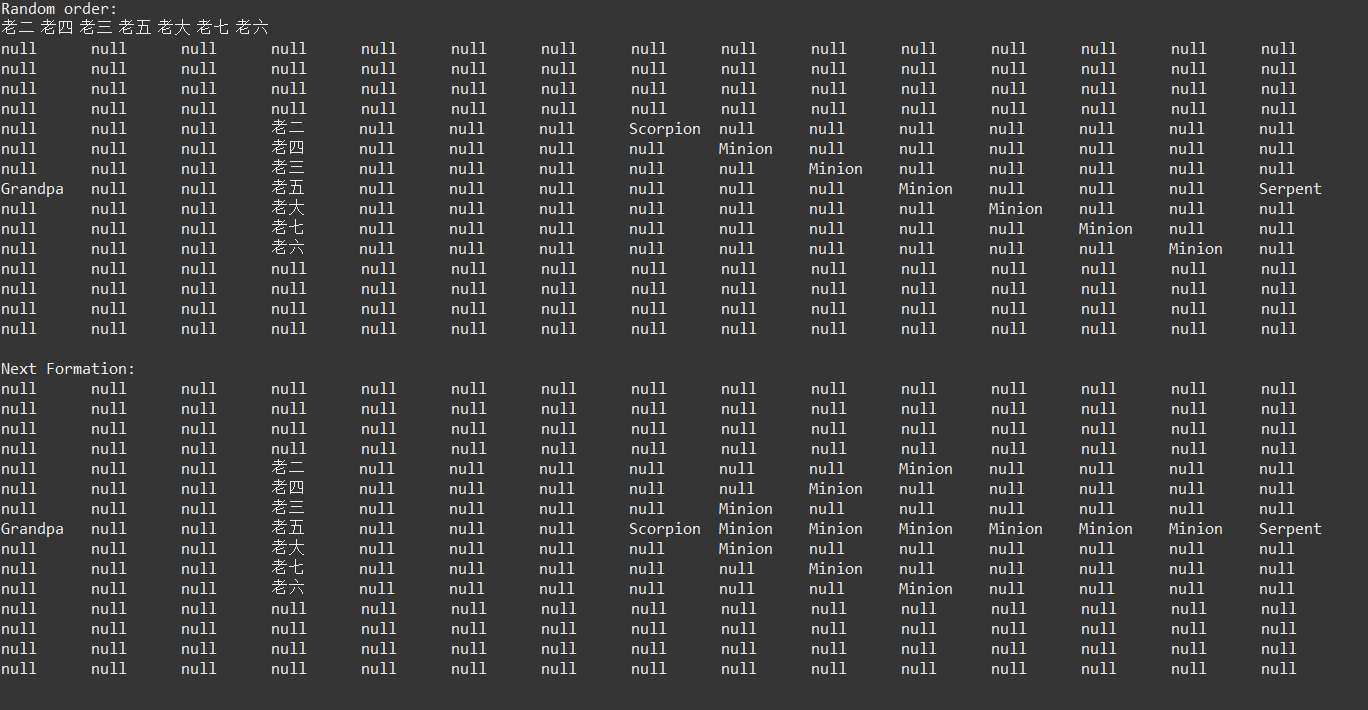 Random order:
老二 老四 老三 老五 老大 老七 老六
null null null null null null null null null null null null null null null
null null null null null null null null null null null null null null null
null null null null null null null null null null null null null null null
null null null null null null null null null null null null null null null
null null null 老二 null null null Scorpion null null null null null null null
null null null 老四 null null null null Minion null null null null null null
null null null 老三 null null null null null Minion null null null null null
Grandpa null null 老五 null null null null null null Minion null null null Serpent
null null null 老大 null null null null null null null Minion null null null
null null null 老七 null null null null null null null null Minion null null
null null null 老六 null null null null null null null null null Minion null
null null null null null null null null null null null null null null null
null null null null null null null null null null null null null null null
null null null null null null null null null null null null null null null
null null null null null null null null null null null null null null null
Next Formation:
null null null null null null null null null null null null null null null
null null null null null null null null null null null null null null null
null null null null null null null null null null null null null null null
null null null null null null null null null null null null null null null
null null null 老二 null null null null null null Minion null null null null
null null null 老四 null null null null null Minion null null null null null
null null null 老三 null null null null Minion null null null null null null
Grandpa null null 老五 null null null Scorpion Minion Minion Minion Minion Minion Minion Serpent
null null null 老大 null null null null Minion null null null null null null
null null null 老七 null null null null null Minion null null null null null
null null null 老六 null null null null null null Minion null null null null
null null null null null null null null null null null null null null null
null null null null null null null null null null null null null null null
null null null null null null null null null null null null null null null
null null null null null null null null null null null null null null null